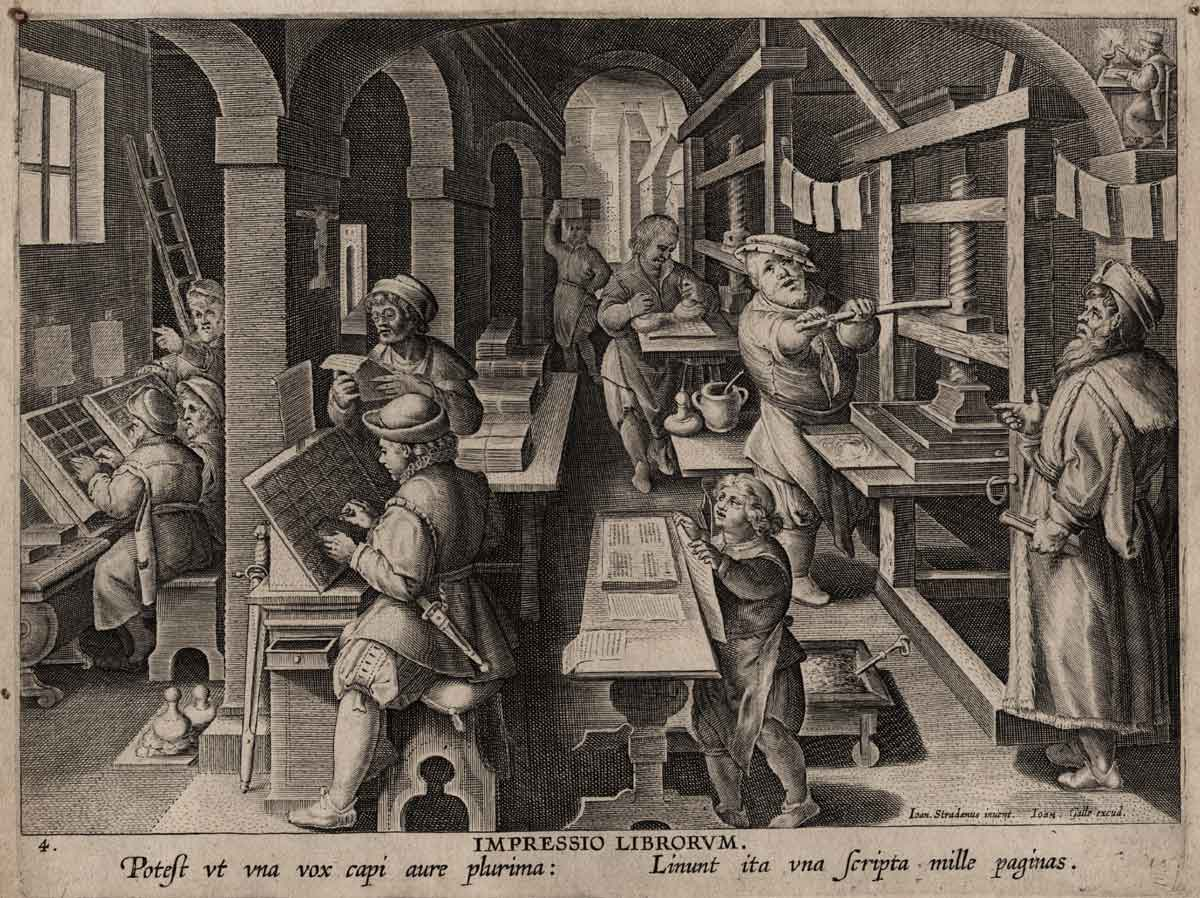 Ioan. Stradanus invent. Ioan. Galle excud.
4.
IMPRESSIO LIBRORVM.
Potest vt vna vox capi aure plurima: Linunt ita vna scripta mille paginas.